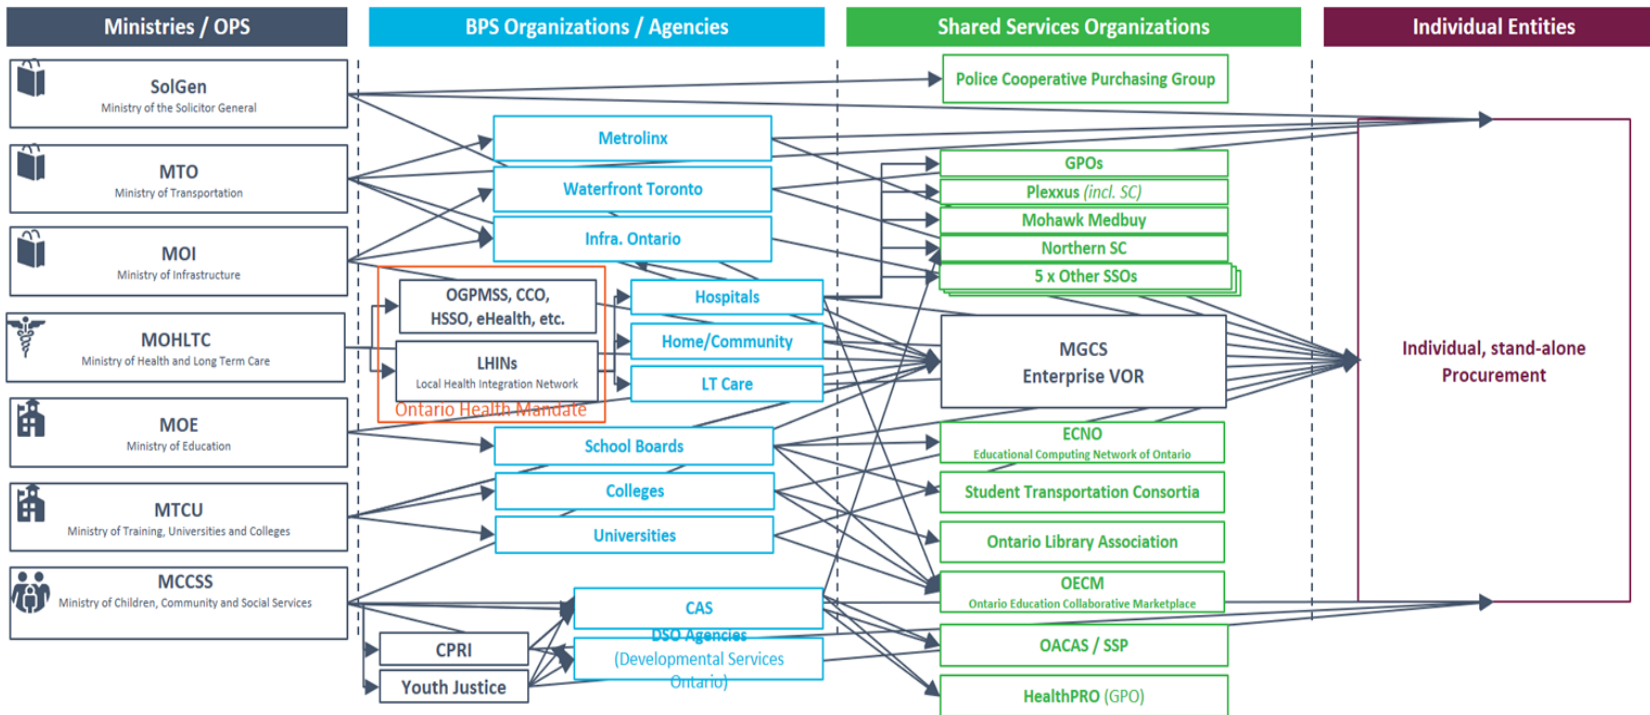 Ministries / OPS
BPS Organizations / Agencies
Shared Services Organizations
Individual Entities
SolGen
Ministry of the Solicitor General
MTO
Ministry of Transportation
MOI
Ministry of Infrastructure
MOHLTC
Ministry of Health and Long Term Care
MOE
Ministry of Education
MTCU
Ministry of Training, Universities and Colleges
MCCSS
Ministry of Children, Community and Social Services
Metrolinx
Waterfront Toronto
Infra. Ontario
OGPMSS, CCO,
HSSO, eHealth, etc.
LHINs
Local Health Integration Network
Ontario Health Mandate
Hospitals
Home/Community
LT Care
School Boards
Colleges
Universities
CPRI
Youth Justice
CAS
DSO Agencies
(Developmental Services
Ontario)
Police Cooperative Purchasing Group
GPOs
Plexxus (incl. SC)
Mohawk Medbuy
Northern SC
5 x Other SSOs
MGCS
Enterprise VOR
ECNO
Educational Computing Network of Ontario
Student Transportation Consortia
Ontario Library Association
OECM
Ontario Education Collaborative Marketplace
OACAS / SSP
HealthPRO (GPO)
Individual, stand-alone
Procurement